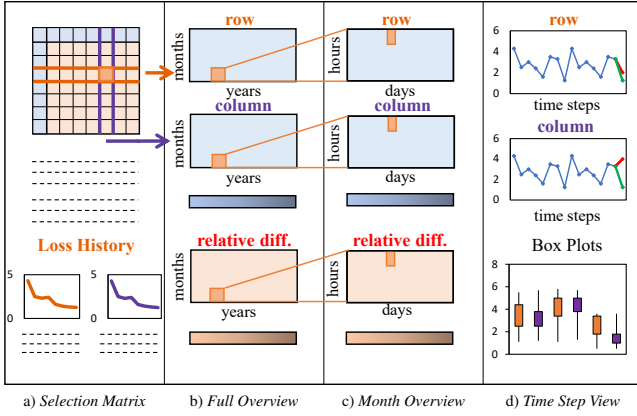 Loss History
5
0
5
0
a) Selection Matrix
row
months
years
column
months
years
relative diff.
months
years
b) Full Overview
row
hours
days
column
hours
days
relative diff.
hours
days
c) Month Overview
row
6
4
2
0
time steps
column
6
4
2
0
time steps
Box Plots
8
6
4
2
0
d) Time Step View